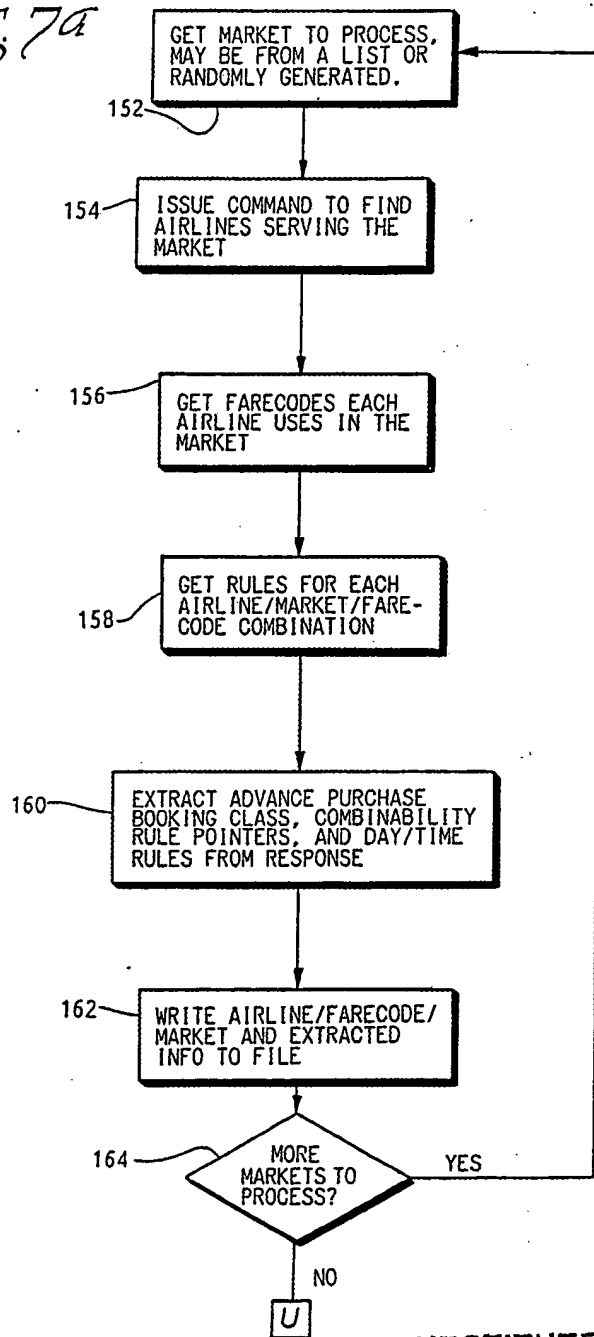 7a
GET MARKET TO PROCESS,
MAY BE FROM A LIST OR
RANDOMLY GENERATED.
152
154
ISSUE COMMAND TO FIND
AIRLINES SERVING THE
MARKET
156
GET FARECODES EACH
AIRLINE USES IN THE
MARKET
158
GET RULES FOR EACH
AIRLINE/MARKET/FARE-
CODE COMBINATION
160
EXTRACT ADVANCE PURCHASE
BOOKING CLASS, COMBINABILITY
RULE POINTERS, AND DAY/TIME
RULES FROM RESPONSE
162
WRITE AIRLINE/FARECODE/
MARKET AND EXTRACTED
INFO TO FILE
164
MORE
MARKETS TO
PROCESS?
YES
NO
U